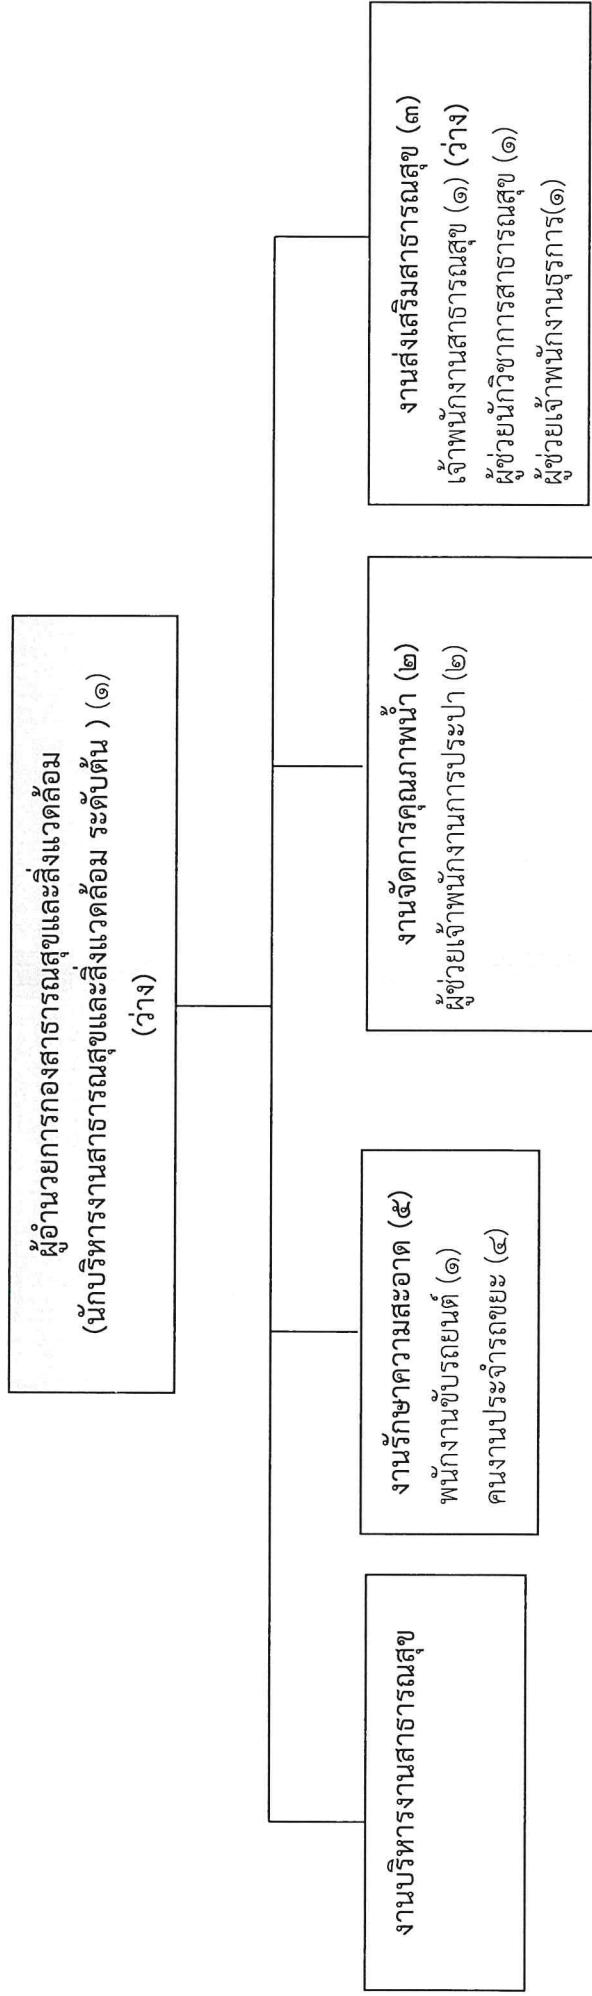 ผู้อำนวยการกองสาธารณสุขและสิ่งแวดล้อม
(นักบริหารงานสาธารณสุขและสิ่งแวดล้อม ระดับต้น ) (๑)
(ว่าง)
งานบริหารงานสาธารณสุข
งานรักษาความสะอาด (๕)
พนักงานขับรถยนต์ (๑)
คนงานประจำรถขยะ (๔)
งานจัดการคุณภาพน้ำ (๒)
ผู้ช่วยเจ้าพนักงานการประปา (๒)
งานส่งเสริมสาธารณสุข (๓)
เจ้าพนักงานสาธารณสุข (๑) (ว่าง)
ผู้ช่วยนักวิชาการสาธารณสุข (๑)
ผู้ช่วยเจ้าพนักงานธุรการ(๑)